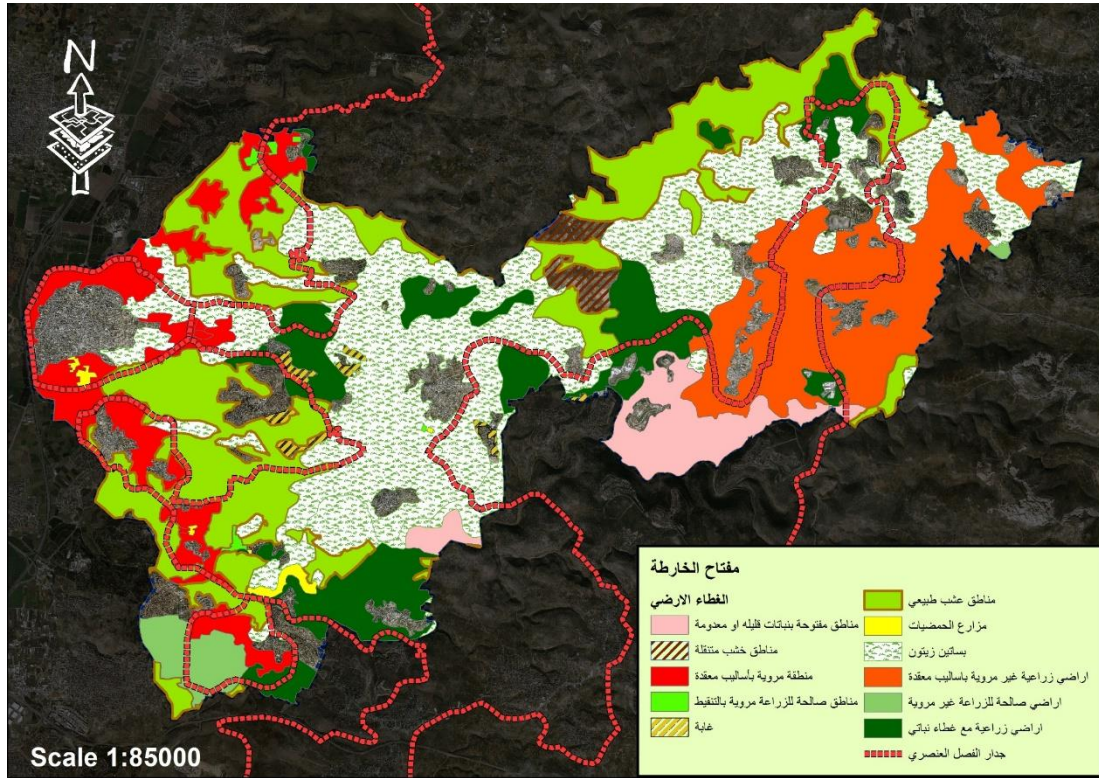 N
مفتاح الخارطة
الغطاء الارضي
مناطق عشب طبيعي
مزارع الحمضيات
بساتين زيتون
اراضي زراعية غير مروية باساليب معقدة
اراضي صالحة للزراعة غير مروية
اراضي زراعية مع غطاء نباتي
جدار الفصل العنصري
مناطق مفتوحة بنباتات قليله او معدومة
مناطق خشب متنقلة
منطقة مروية بأساليب معقدة
مناطق صالحة للزراعة مروية بالتنقيط
غابة
Scale 1:85000